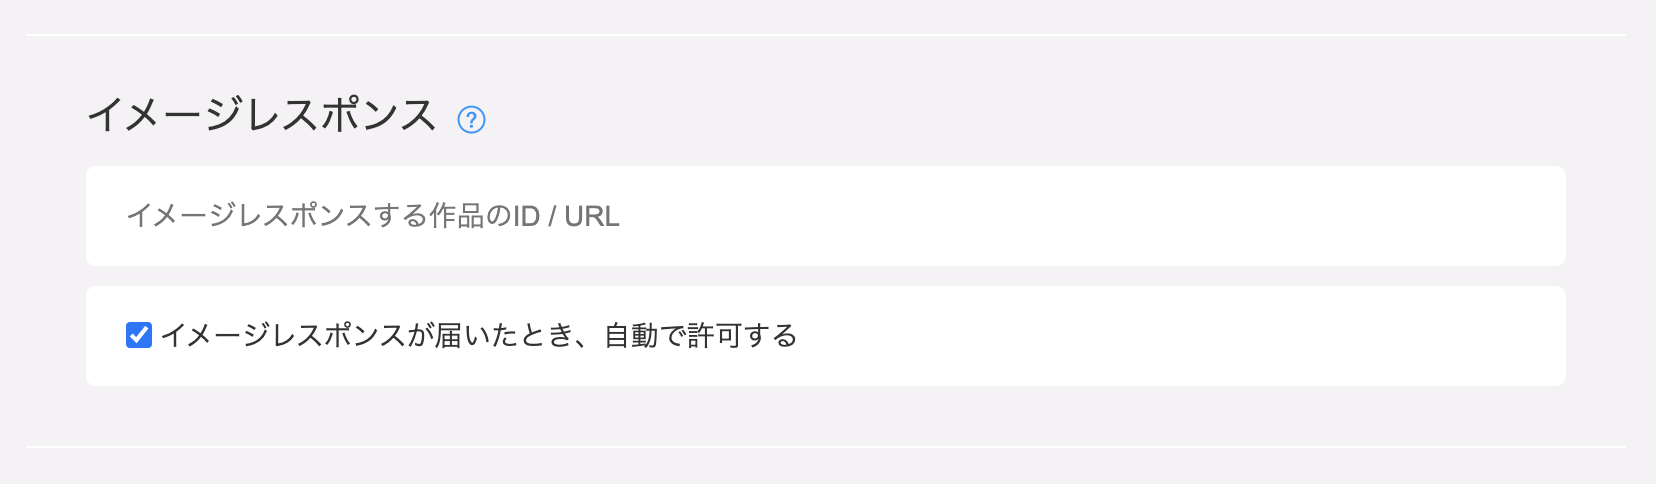 イメージレスポンス ?
イメージレスポンスする作品のID / URL
イメージレスポンスが届いたとき、自動で許可する